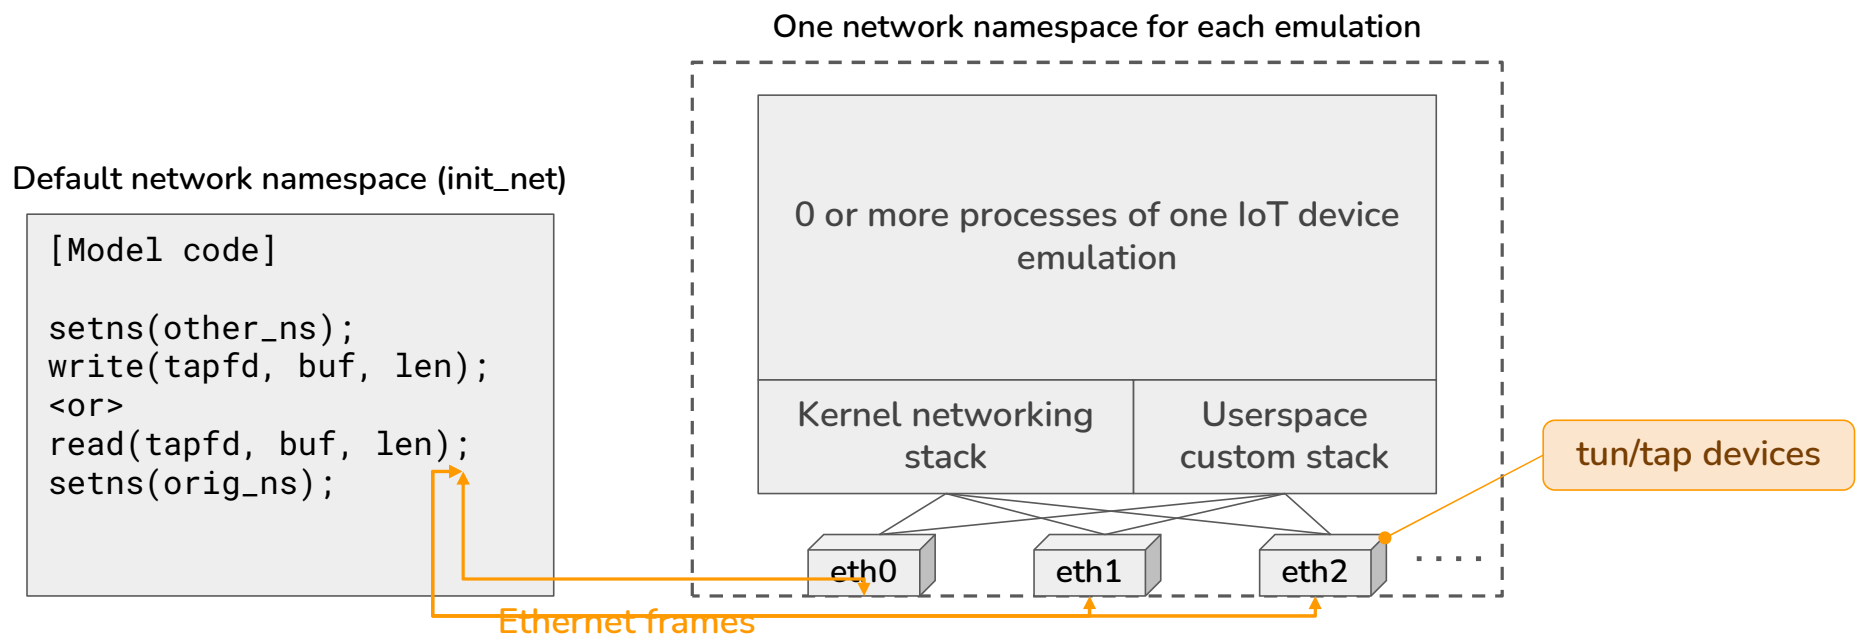 One network namespace for each emulation
Default network namespace (init_net)
[Model code]
setns(other_ns);
write(tapfd, buf, len);
<or>
read(tapfd, buf, len);
setns(orig_ns);
0 or more processes of one IoT device
emulation
Kernel networking
stack
Userspace
custom stack
tun/tap devices
eth0
eth1
eth2
. . . .
Ethernet frames